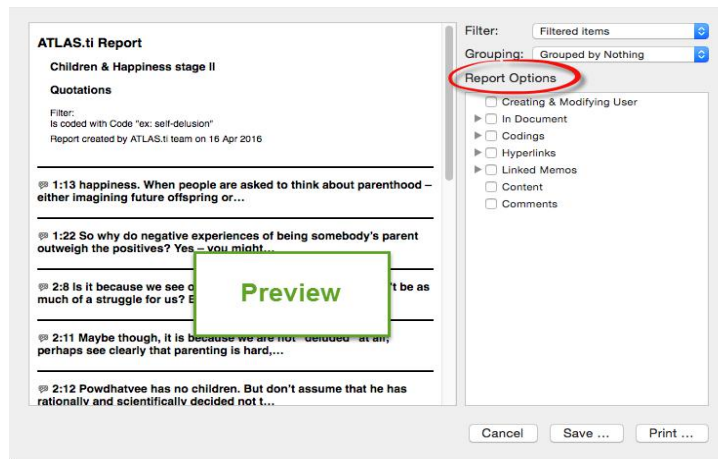 ATLAS.ti Report
Children & Happiness stage II
Quotations
Filter:
Is coded with Code "ex: self-delusion"
Report created by ATLAS.ti team on 16 Apr 2016
1:13 happiness. When people are asked to think about parenthood –
either imagining future offspring or…
1:22 So why do negative experiences of being somebody's parent
outweigh the positives? Yes – you might…
2:8 Is it because we see 't be as
much of a struggle for us?
Preview
2:11 Maybe though, it is because we are not "deluded" at all,
perhaps see clearly that parenting is hard,…
2:12 Powdhatvee has no children. But don't assume that he has
rationally and scientifically decided not t…
Filter: Filtered items
Grouping: Grouped by Nothing
Report Options
Creating & Modifying User
In Document
Codings
Hyperlinks
Linked Memos
Content
Comments
Cancel
Save ...
Print ...